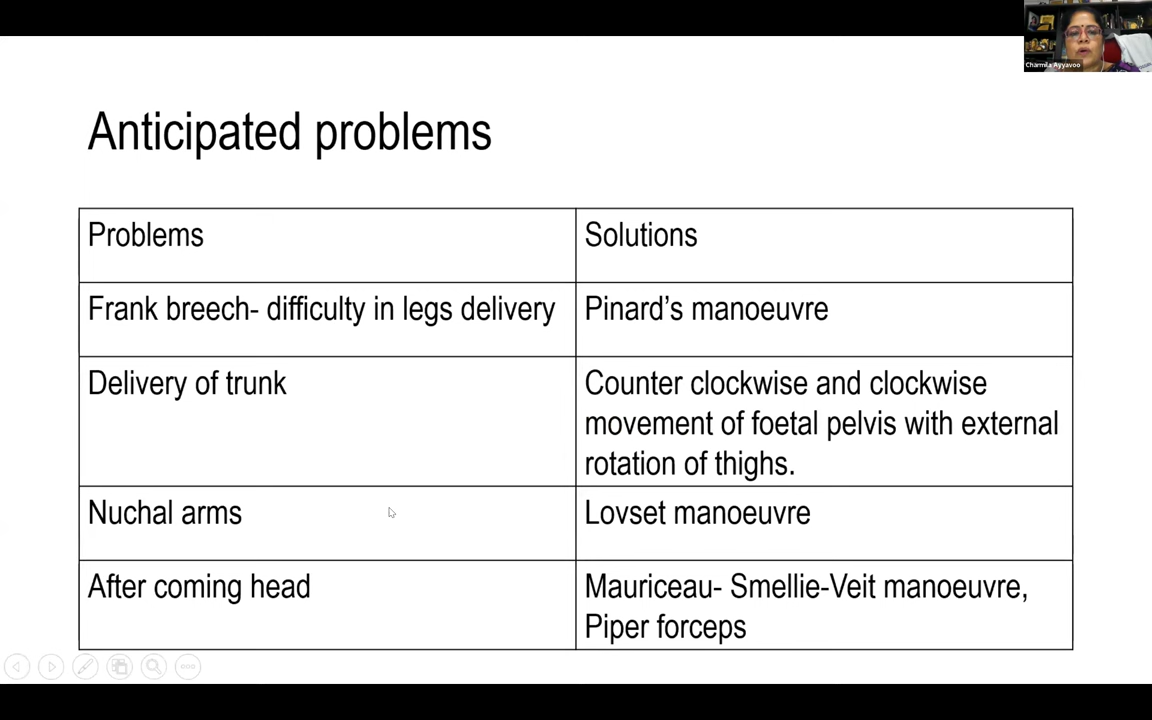 Charmila Ayyavoo
Anticipated problems
Problems
Solutions
Frank breech- difficulty in legs delivery
Pinard’s manoeuvre
Delivery of trunk
Counter clockwise and clockwise
movement of foetal pelvis with external
rotation of thighs.
Nuchal arms
Lovset manoeuvre
After coming head
Mauriceau- Smellie-Veit manoeuvre,
Piper forceps